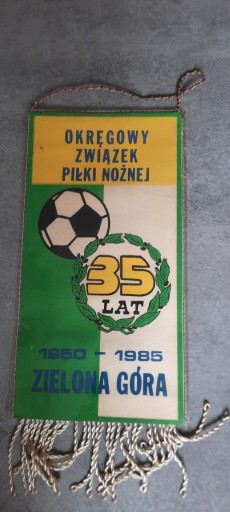 OKRĘGOWY
ZWIĄZEK
PIŁKI NOŻNEJ
35
LAT
1950 - 1985
ZIELONA GÓRA